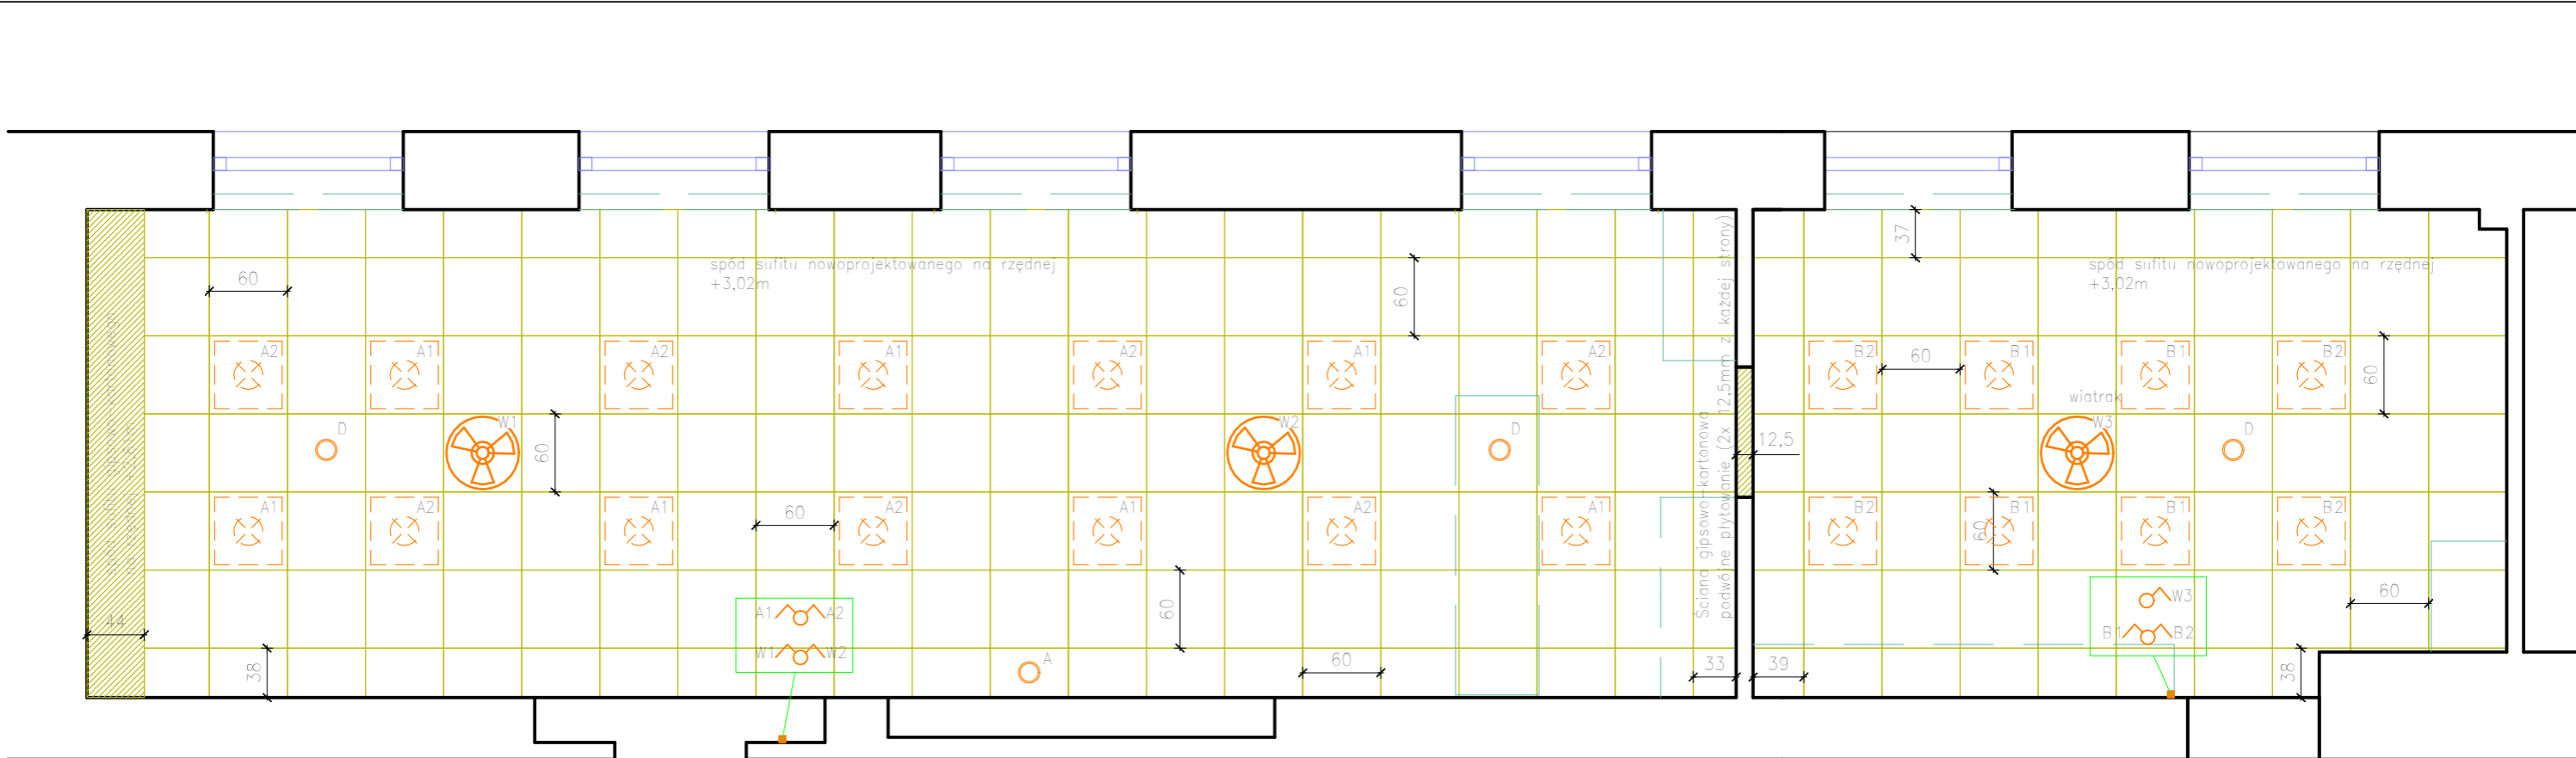 37
spód sufitu nowoprojektowanego na rzędnej
+3,02m
spód sufitu nowoprojektowanego na rzędnej
+3,02m
60
60
A2
A1
A2
A1
A2
A1
A2
B2
60
B1
B1
B2
60
wiatrak
D
W1
60
W2
D
12,5
W3
D
A1
A2
A1
A2
A1
A2
A1
B2
B1
B1
B2
60
60
Ściana gipsowo-kartonowa
podwójne płytowanie (2x 12,5mm z każdej strony)
44
A1
A2
W1
W2
60
W3
B1
B2
60
38
A
60
33
39
38